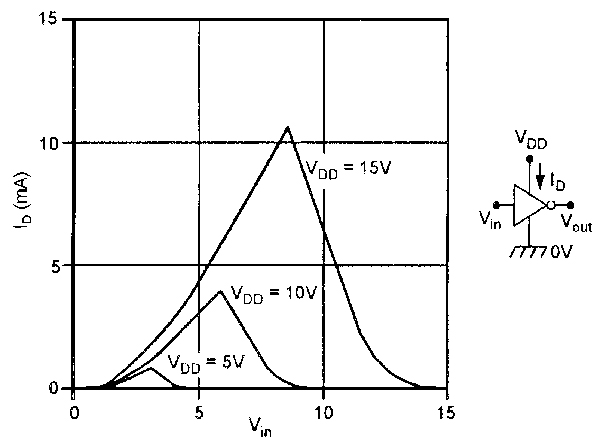 15
10
5
0
I_D (mA)
V_DD = 15V
V_DD = 10V
V_DD = 5V
0
5
10
15
V_in
V_DD
I_D
V_in
V_out
0V